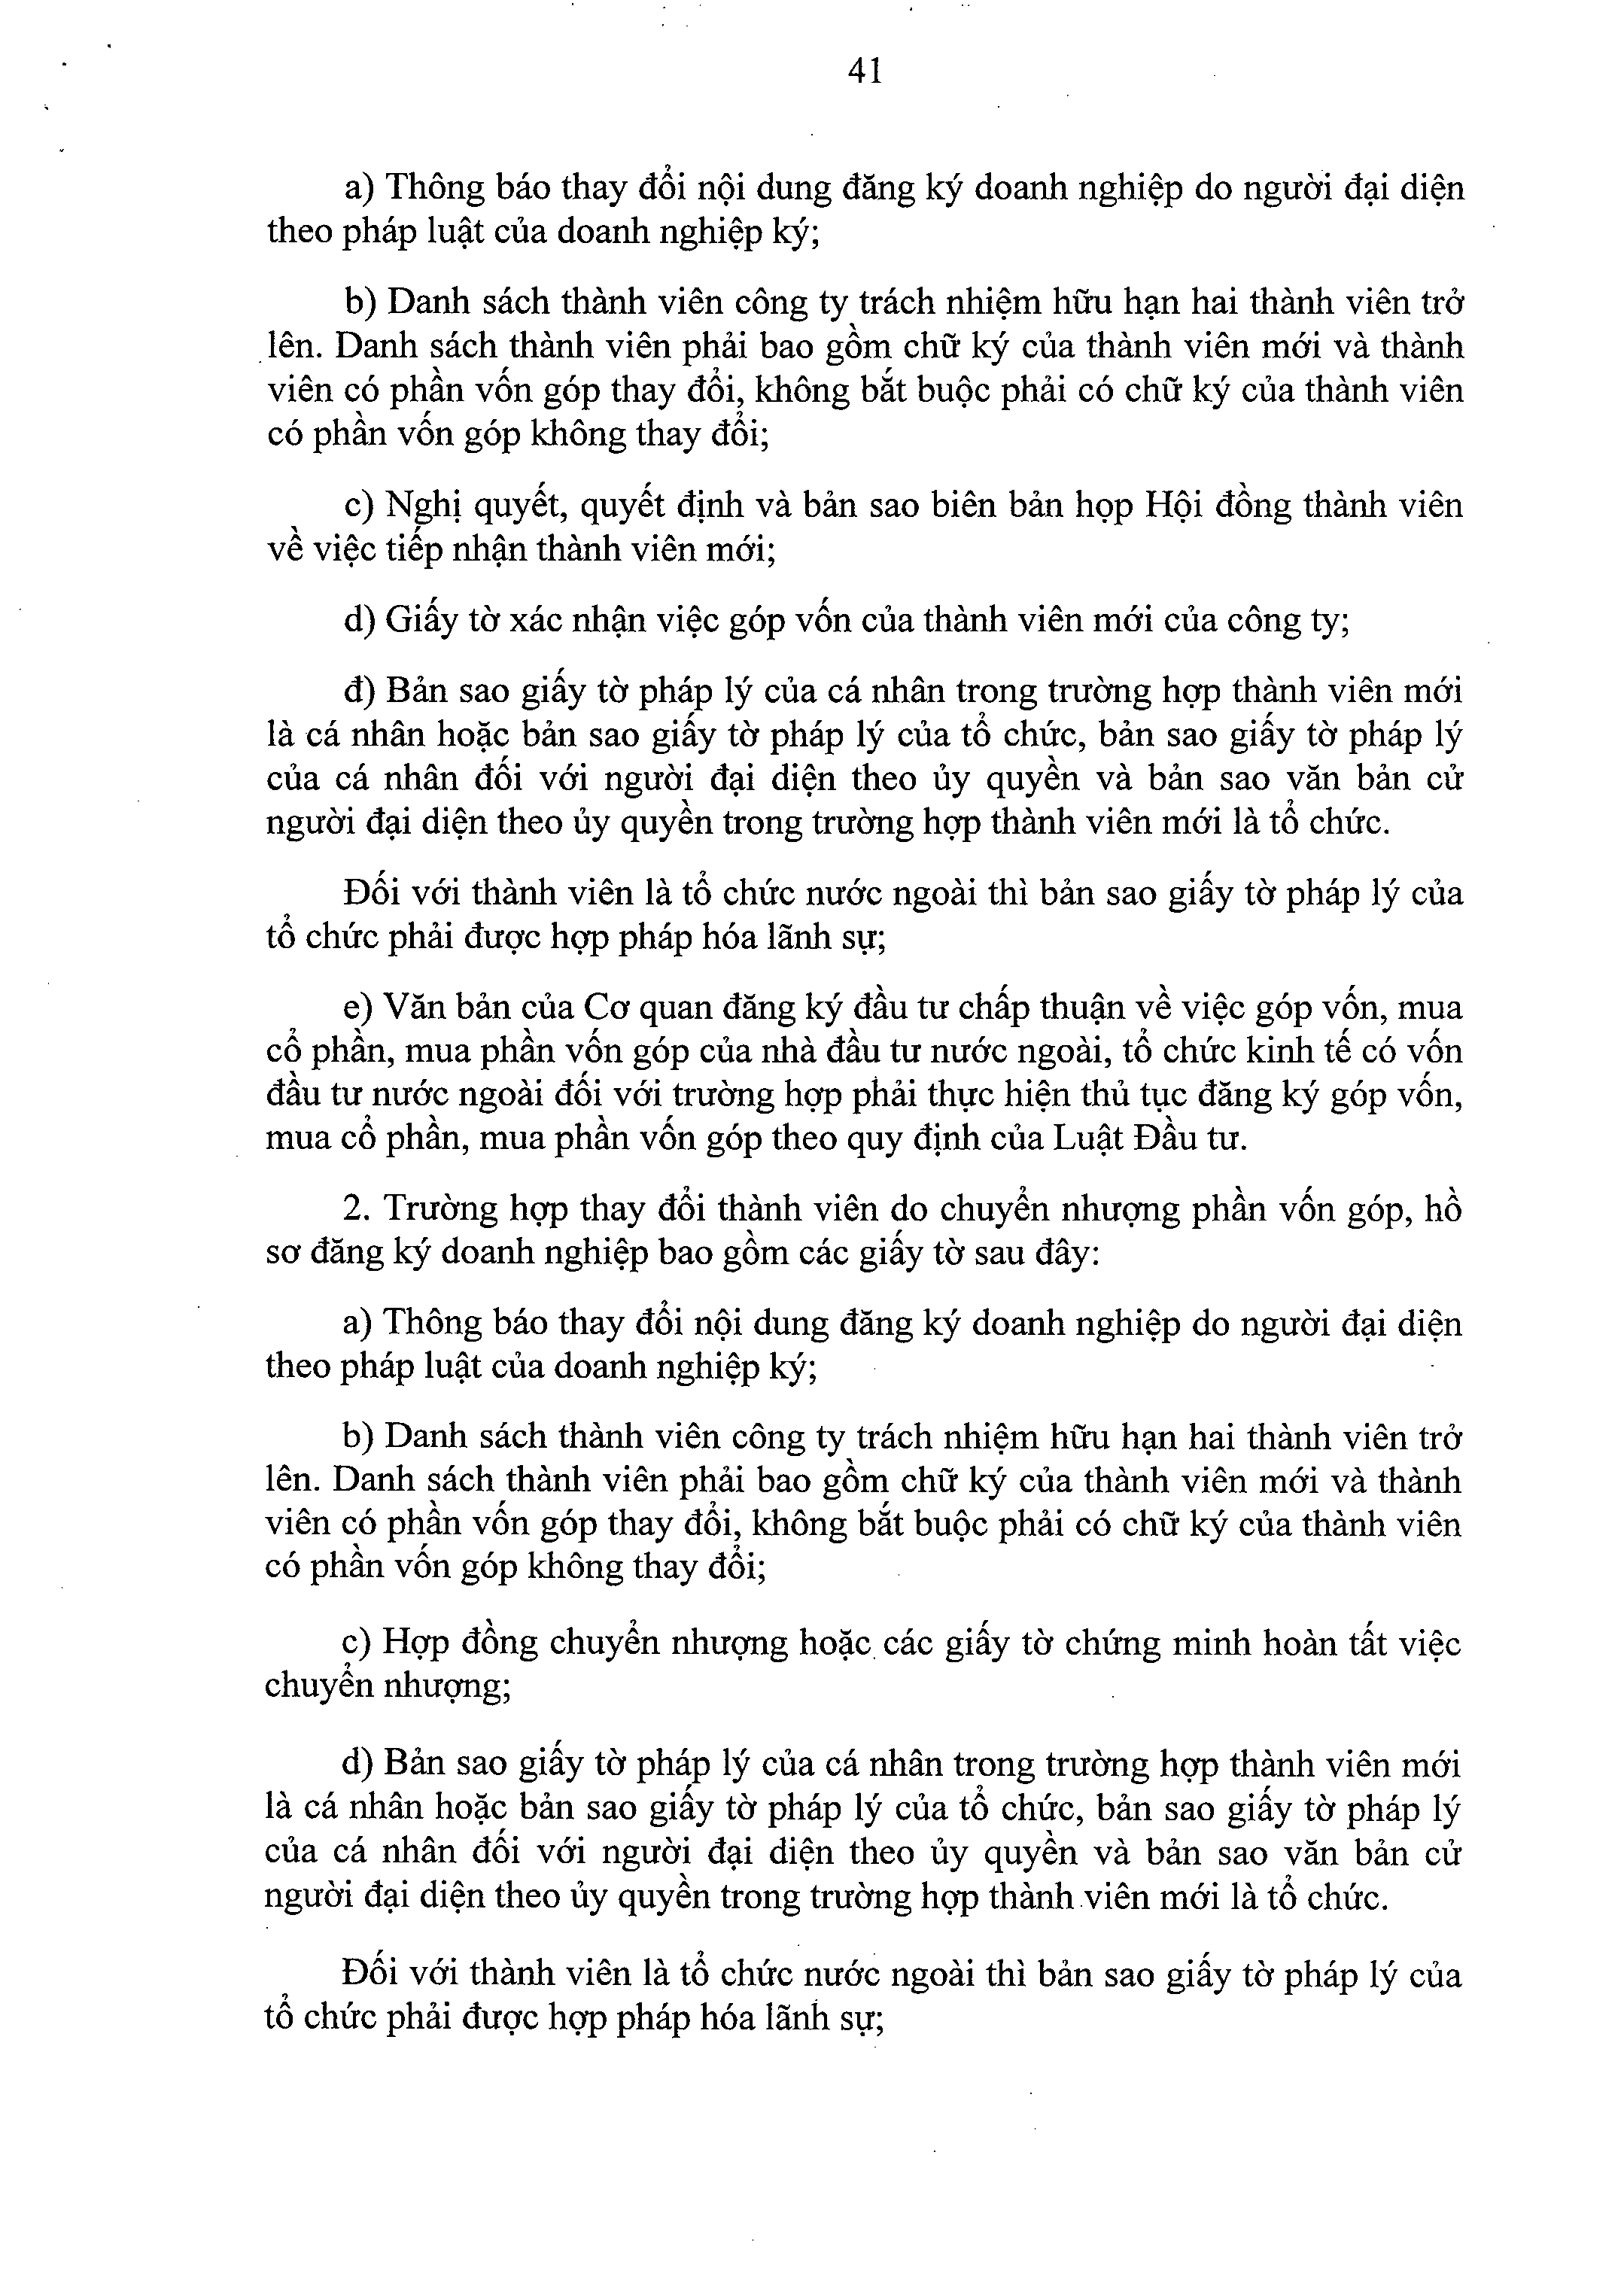 41
a) Thông báo thay đổi nội dung đăng ký doanh nghiệp do người đại diện
theo pháp luật của doanh nghiệp ký;
b) Danh sách thành viên công ty trách nhiệm hữu hạn hai thành viên trở
lên. Danh sách thành viên phải bao gồm chữ ký của thành viên mới và thành
viên có phần vốn góp thay đổi, không bắt buộc phải có chữ ký của thành viên
có phần vốn góp không thay đổi;
c) Nghị quyết, quyết định và bản sao biên bản họp Hội đồng thành viên
về việc tiếp nhận thành viên mới;
d) Giấy tờ xác nhận việc góp vốn của thành viên mới của công ty;
đ) Bản sao giấy tờ pháp lý của cá nhân trong trường hợp thành viên mới
là cá nhân hoặc bản sao giấy tờ pháp lý của tổ chức, bản sao giấy tờ pháp lý
của cá nhân đối với người đại diện theo ủy quyền và bản sao văn bản cử
người đại diện theo ủy quyền trong trường hợp thành viên mới là tổ chức.
Đối với thành viên là tổ chức nước ngoài thì bản sao giấy tờ pháp lý của
tổ chức phải được hợp pháp hóa lãnh sự;
e) Văn bản của Cơ quan đăng ký đầu tư chấp thuận về việc góp vốn, mua
cổ phần, mua phần vốn góp của nhà đầu tư nước ngoài, tổ chức kinh tế có vốn
đầu tư nước ngoài đối với trường hợp phải thực hiện thủ tục đăng ký góp vốn,
mua cổ phần, mua phần vốn góp theo quy định của Luật Đầu tư.
2. Trường hợp thay đổi thành viên do chuyển nhượng phần vốn góp, hồ
sơ đăng ký doanh nghiệp bao gồm các giấy tờ sau đây:
a) Thông báo thay đổi nội dung đăng ký doanh nghiệp do người đại diện
theo pháp luật của doanh nghiệp ký;
b) Danh sách thành viên công ty trách nhiệm hữu hạn hai thành viên trở
lên. Danh sách thành viên phải bao gồm chữ ký của thành viên mới và thành
viên có phần vốn góp thay đổi, không bắt buộc phải có chữ ký của thành viên
có phần vốn góp không thay đổi;
c) Hợp đồng chuyển nhượng hoặc các giấy tờ chứng minh hoàn tất việc
chuyển nhượng;
d) Bản sao giấy tờ pháp lý của cá nhân trong trường hợp thành viên mới
là cá nhân hoặc bản sao giấy tờ pháp lý của tổ chức, bản sao giấy tờ pháp lý
của cá nhân đối với người đại diện theo ủy quyền và bản sao văn bản cử
người đại diện theo ủy quyền trong trường hợp thành viên mới là tổ chức.
Đối với thành viên là tổ chức nước ngoài thì bản sao giấy tờ pháp lý của
tổ chức phải được hợp pháp hóa lãnh sự;